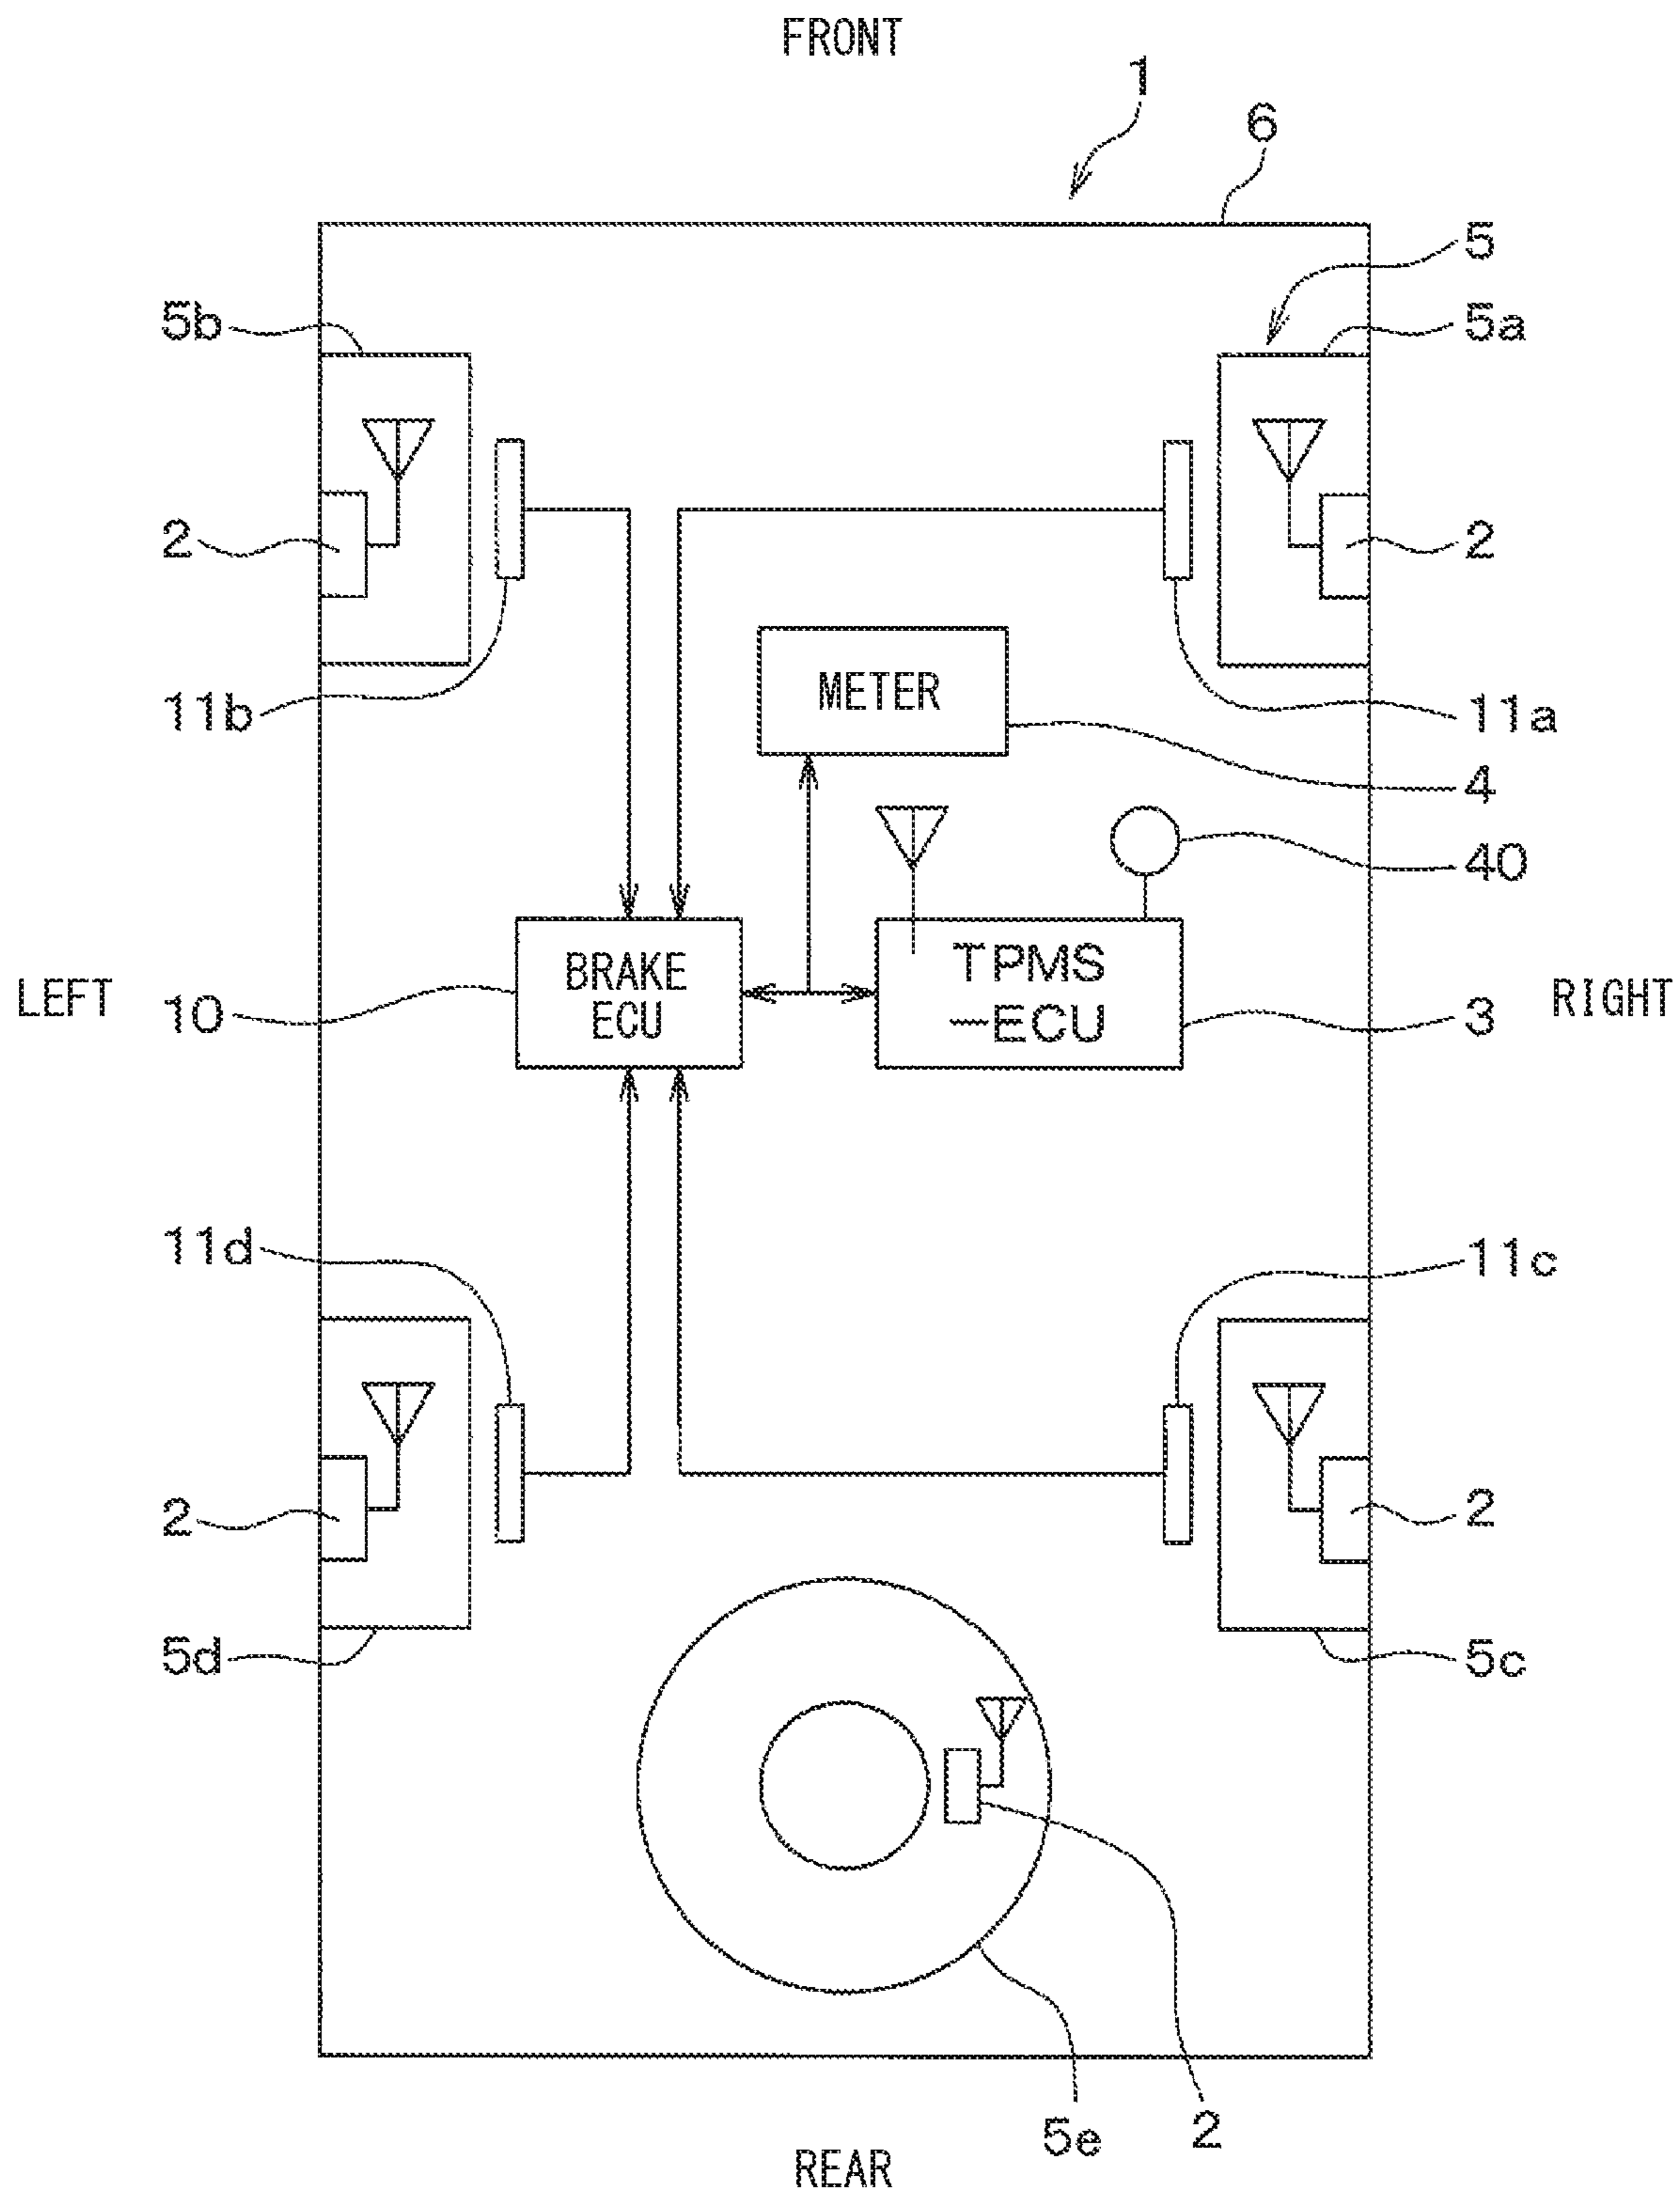 FRONT
1
6
5
5b
5a
2
2
11b
METER
11a
4
40
LEFT
10
BRAKE
ECU
TPMS
-ECU
3
RIGHT
11d
11c
2
2
5d
5c
5e
2
REAR